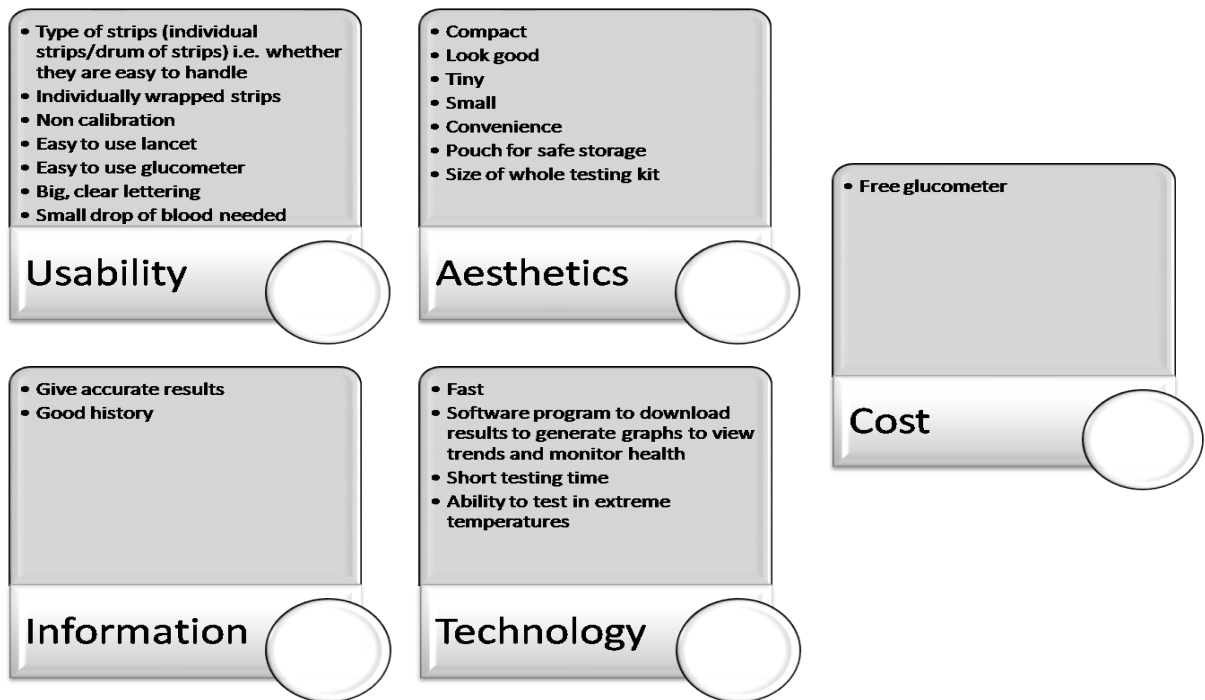 • Type of strips (individual
strips/drum of strips) i.e. whether
they are easy to handle
• Individually wrapped strips
• Non calibration
• Easy to use lancet
• Easy to use glucometer
• Big, clear lettering
• Small drop of blood needed
Usability
• Compact
• Look good
• Tiny
• Small
• Convenience
• Pouch for safe storage
• Size of whole testing kit
Aesthetics
• Free glucometer
Cost
• Give accurate results
• Good history
Information
• Fast
• Software program to download
results to generate graphs to view
trends and monitor health
• Short testing time
• Ability to test in extreme
temperatures
Technology